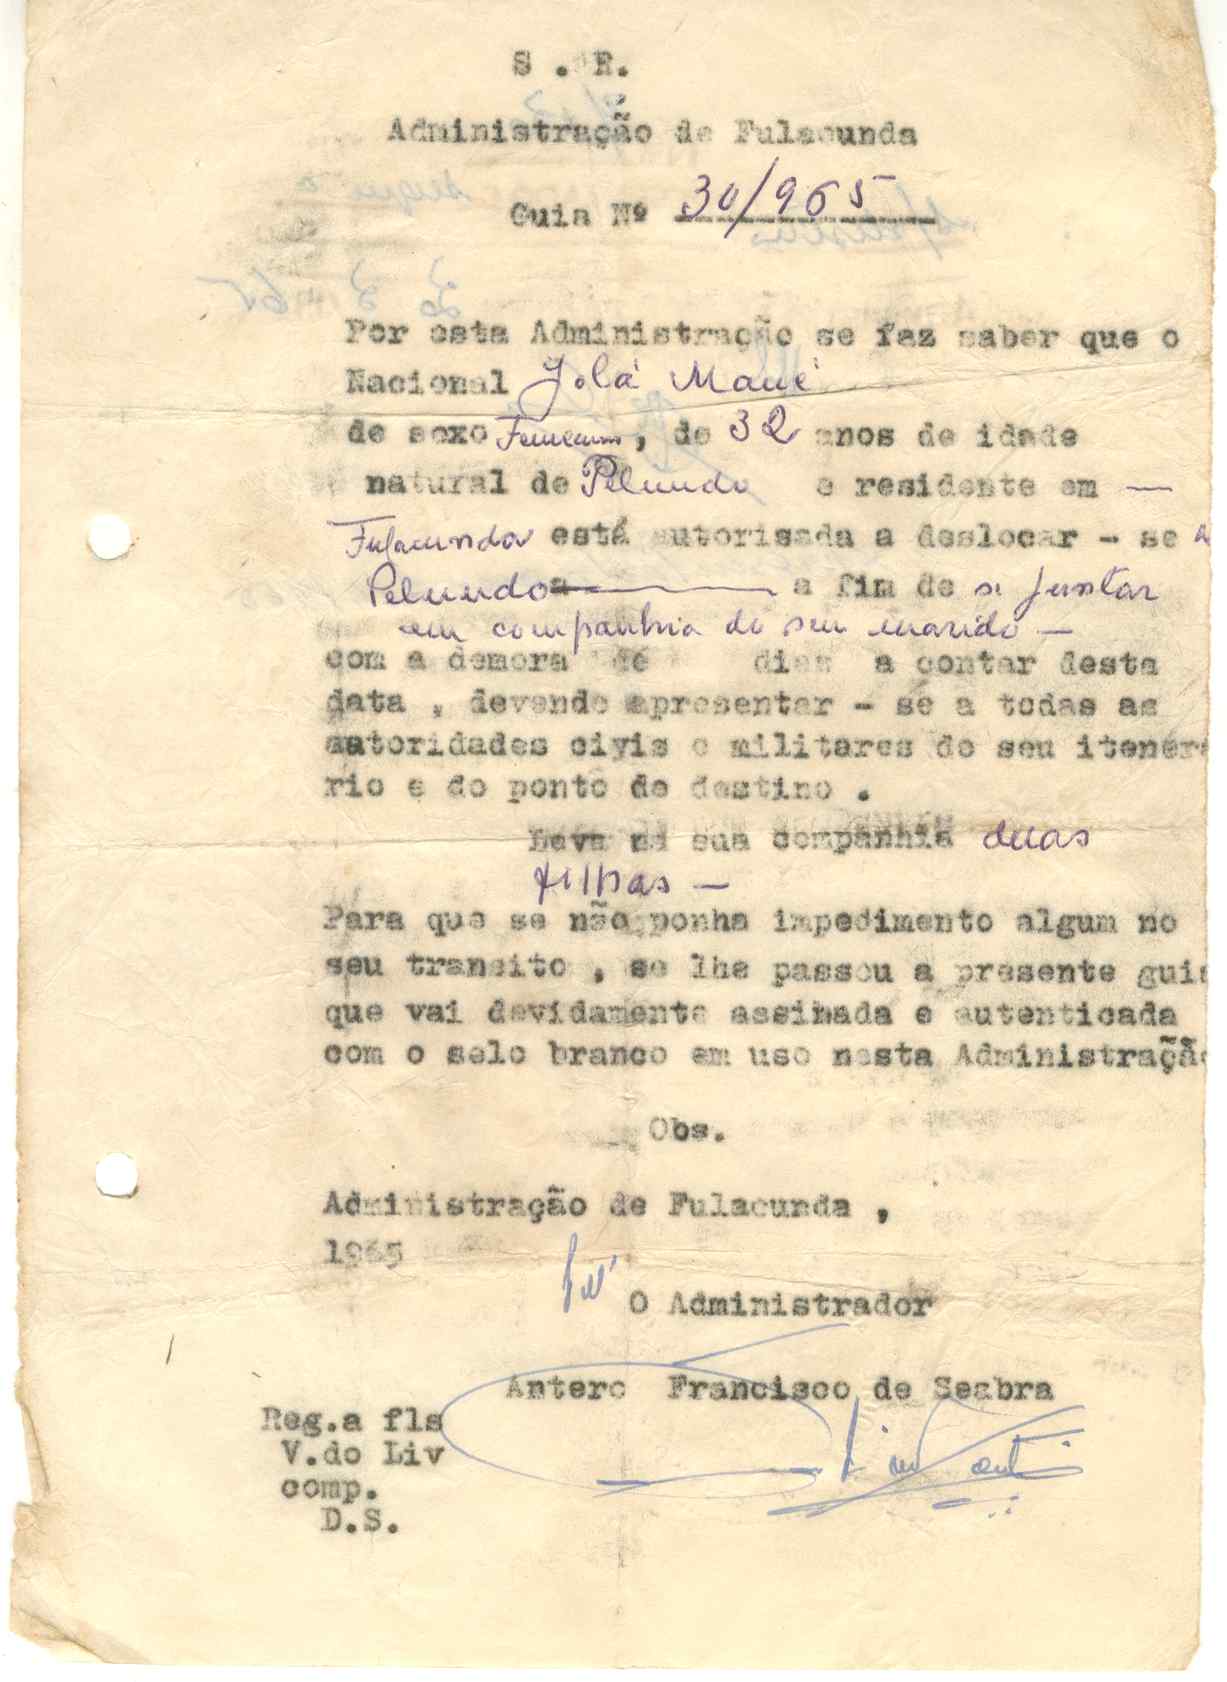 S . R.
Administração de Fulacunda
Guia Nº 30/965
Por esta Administração se faz saber que o
Nacional Jolá Mané
de sexo Femenino, de 32 anos de idade
natural de Pelundo e residente em —
Fulacunda está autorisada a deslocar - se a
Pelundo a fim de se juntar
em companhia do seu marido —
com a demora de dias a contar desta
data , devendo apresentar - se a todas as
autoridades civis e militares do seu itenerá
rio e do ponto de destino .
Leva na sua companhia duas
filhas —
Para que se não ponha impedimento algum no
seu transito , se lhe passou a presente guia
que vai devidamente assinada e autenticada
com o selo branco em uso nesta Administração
Obs.
Administração de Fulacunda ,
1965
O Administrador
Antero Francisco de Seabra
Reg.a fls
V.do Liv
comp.
D.S.